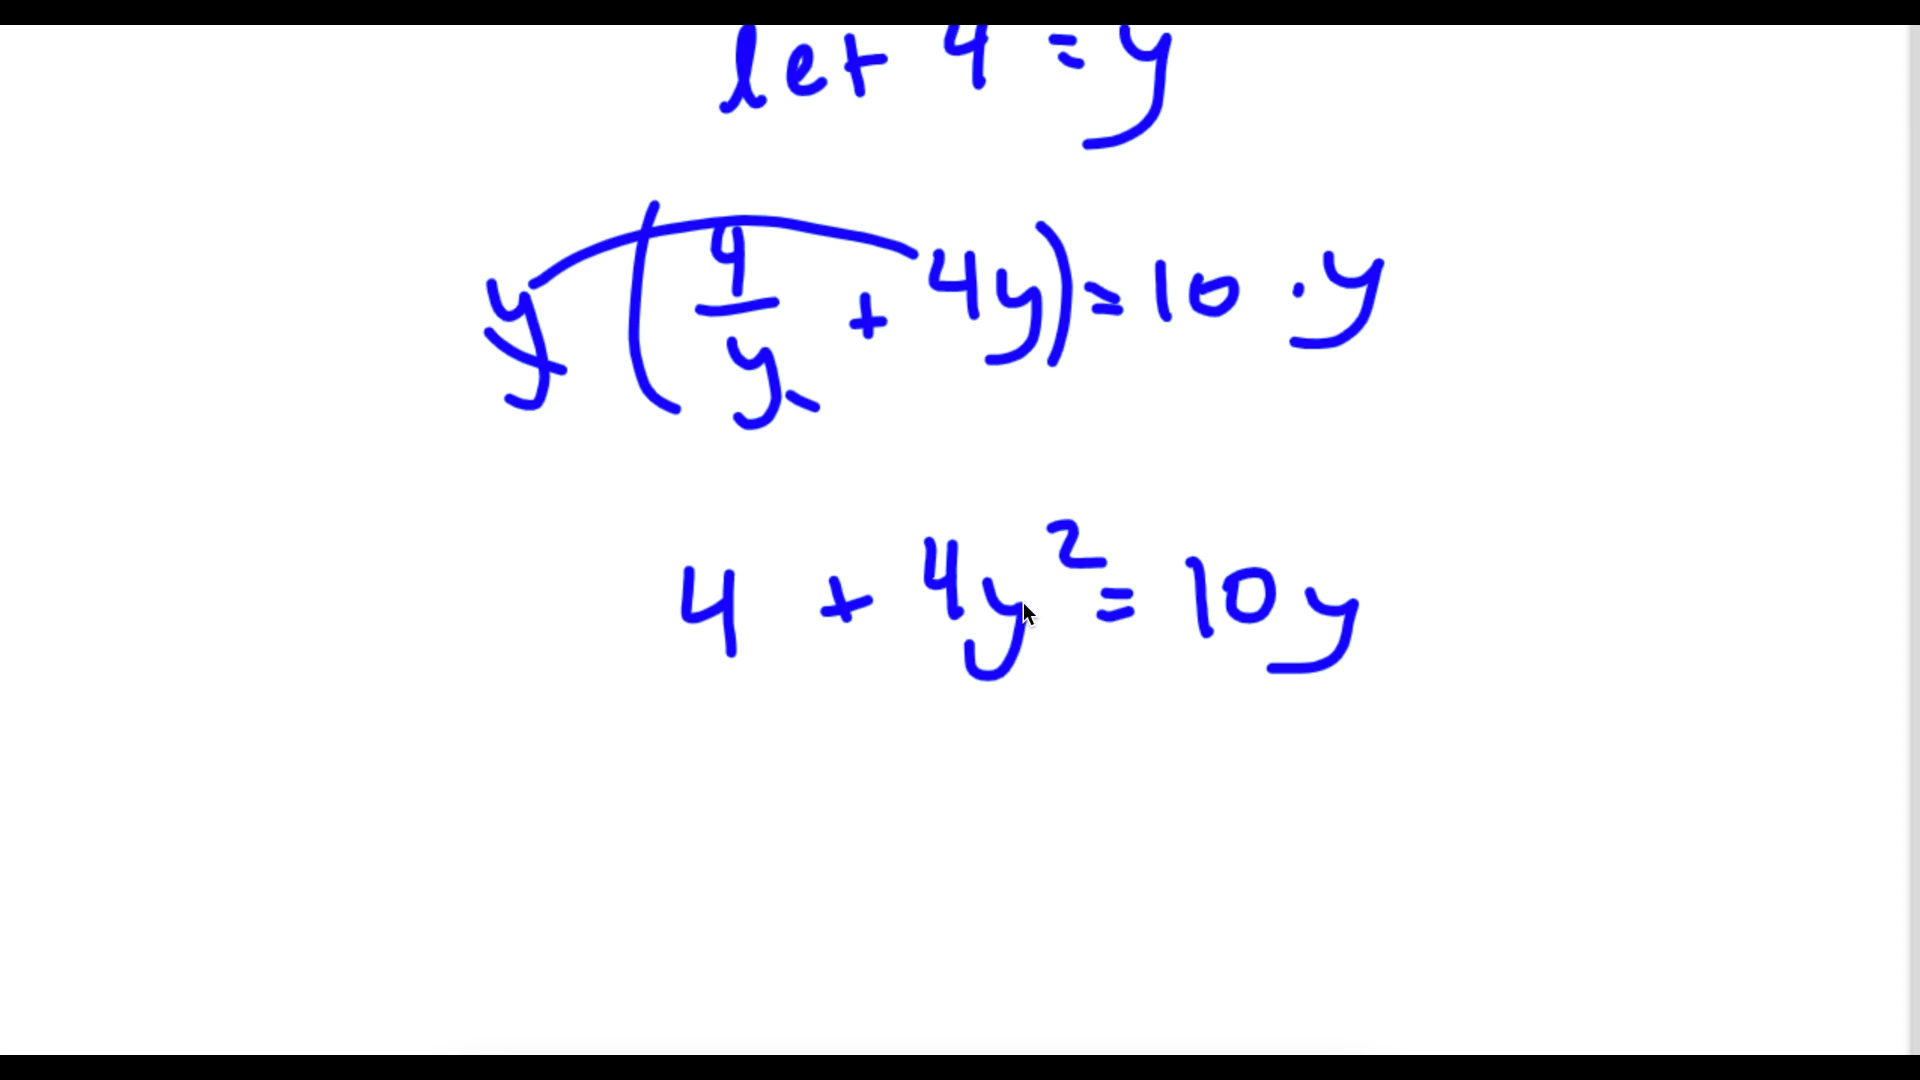 let 4 = y
y ( 4/y + 4y ) = 10 · y
4 + 4y² = 10y